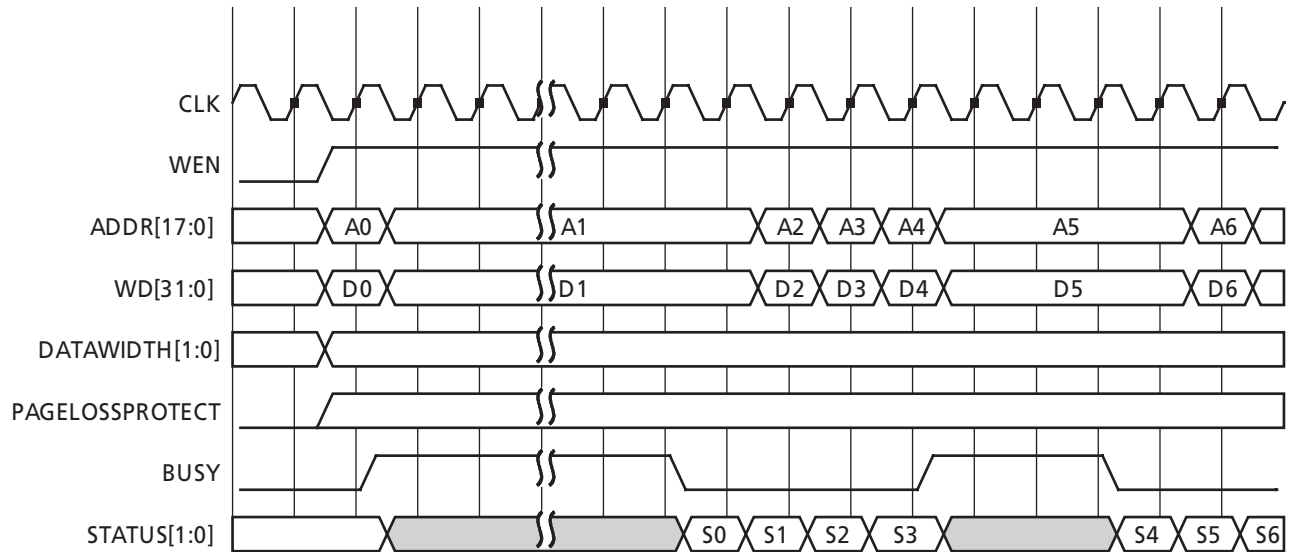 CLK
WEN
ADDR[17:0] A0 A1 A2 A3 A4 A5 A6
WD[31:0] D0 D1 D2 D3 D4 D5 D6
DATAWIDTH[1:0]
PAGELOSSPROTECT
BUSY
STATUS[1:0] S0 S1 S2 S3 S4 S5 S6